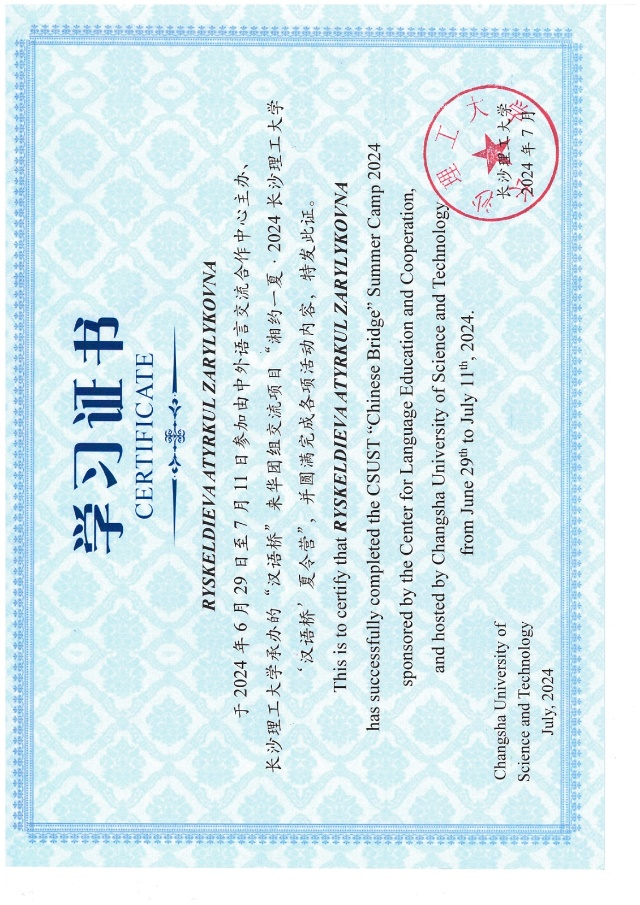 学习证书
CERTIFICATE
RYSKELDIEVA ATYRKUL ZARYLYKOVNA
于 2024 年 6 月 29 日至 7 月 11 日参加由中外语言交流合作中心主办、
长沙理工大学承办的“汉语桥”来华团组交流项目“湘约一夏·2024 长沙理工大学
‘汉语桥’夏令营”，并圆满完成各项活动内容，特发此证。
This is to certify that RYSKELDIEVA ATYRKUL ZARYLYKOVNA
has successfully completed the CSUST “Chinese Bridge” Summer Camp 2024
sponsored by the Center for Language Education and Cooperation,
and hosted by Changsha University of Science and Technology
from June 29th to July 11th, 2024.
Changsha University of
Science and Technology
July, 2024
长沙理工大学
2024 年 7 月
沙理工大学